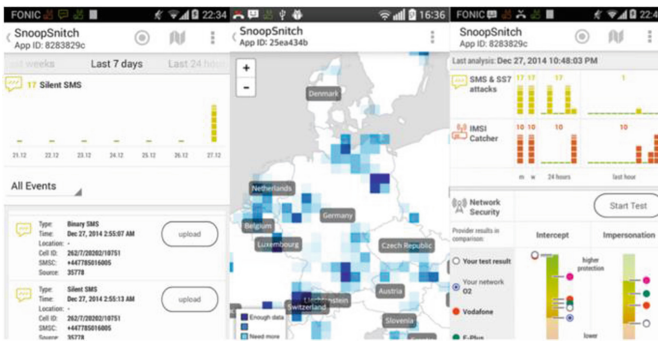 FONIC 22:34
SnoopSnitch
App ID: 8283829c
last weeks Last 7 days Last 24 hours
17 Silent SMS
21.12 22.12 23.12 24.12 25.12 26.12 27.12
All Events
Type: Binary SMS
Time: Dec 27, 2014 2:55:07 AM
Location: -
Cell ID: 262/7/20202/10751
SMSC: +447785016005
Source: 35778
upload
Type: Silent SMS
Time: Dec 27, 2014 2:55:13 AM
Location: -
Cell ID: 262/7/20202/10751
SMSC: +447785016005
Source: 35778
upload
16:36
SnoopSnitch
App ID: 25ea434b
+
-
Denmark
Netherlands
Germany
Belgium
Luxembourg
Czech Republic
Austria
Liechtenstein
Switzerland
Slovenia
Enough data
Need more
FONIC 22:34
SnoopSnitch
App ID: 8283829c
Last analysis: Dec 27, 2014 10:48:03 PM
SMS & SS7
attacks
17 17 17 1
IMSI
Catcher
10 10 10 10
m w 24 hours last hour
Network
Security
Start Test
Provider results in
comparison:
Intercept Impersonation
Your test result
higher
protection
Your network
O2
Vodafone
E-Plus
lower